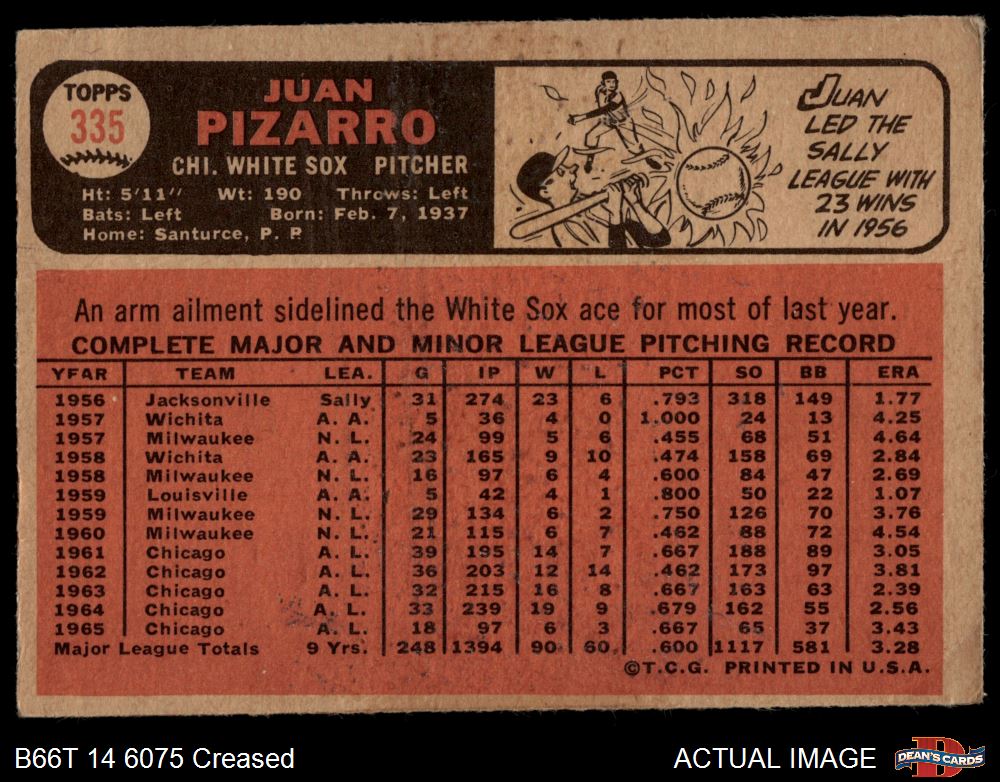 TOPPS
335
JUAN
PIZARRO
CHI. WHITE SOX PITCHER
Ht: 5'11" Wt: 190 Throws: Left
Bats: Left Born: Feb. 7, 1937
Home: Santurce, P. R.
JUAN
LED THE
SALLY
LEAGUE WITH
23 WINS
IN 1956
An arm ailment sidelined the White Sox ace for most of last year.
COMPLETE MAJOR AND MINOR LEAGUE PITCHING RECORD
YEAR TEAM LEA. G IP W L PCT SO BB ERA
1956 Jacksonville Sally 31 274 23 6 .793 318 149 1.77
1957 Wichita A. A. 5 36 4 0 1.000 24 13 4.25
1957 Milwaukee N. L. 24 99 5 6 .455 68 51 4.64
1958 Wichita A. A. 23 165 9 10 .474 158 69 2.84
1958 Milwaukee N. L. 16 97 6 4 .600 84 47 2.69
1959 Louisville A. A. 5 42 4 1 .800 50 22 1.07
1959 Milwaukee N. L. 29 134 6 2 .750 126 70 3.76
1960 Milwaukee N. L. 21 115 6 7 .462 88 72 4.54
1961 Chicago A. L. 39 195 14 7 .667 188 89 3.05
1962 Chicago A. L. 36 203 12 14 .462 173 97 3.81
1963 Chicago A. L. 32 215 16 8 .667 163 63 2.39
1964 Chicago A. L. 33 239 19 9 .679 162 55 2.56
1965 Chicago A. L. 18 97 6 3 .667 65 37 3.43
Major League Totals 9 Yrs. 248 1394 90 60 .600 1117 581 3.28
©T.C.G. PRINTED IN U.S.A.
B66T 14 6075 Creased
ACTUAL IMAGE
D
DEAN'S CARDS